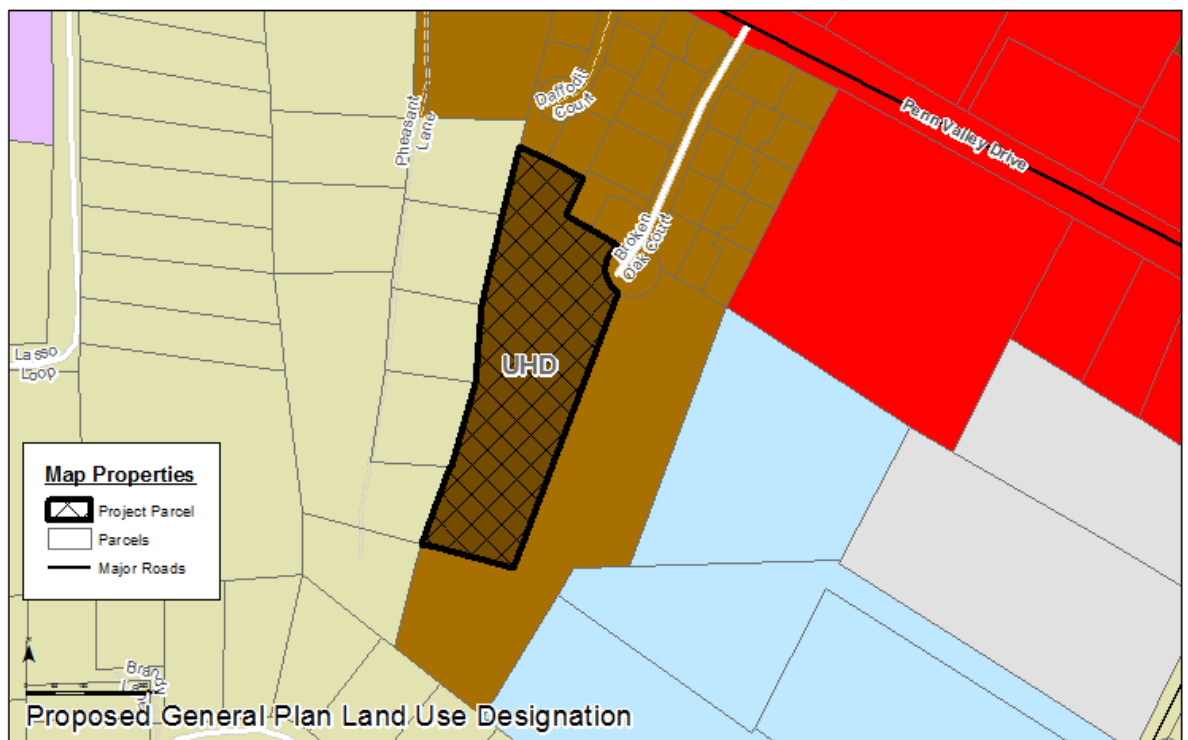 Daffodil
Court
Penn Valley Drive
Pheasant
Lane
Broken
Oak Court
Lasso
Loop
UHD
Map Properties
Project Parcel
Parcels
Major Roads
Proposed General Plan Land Use Designation